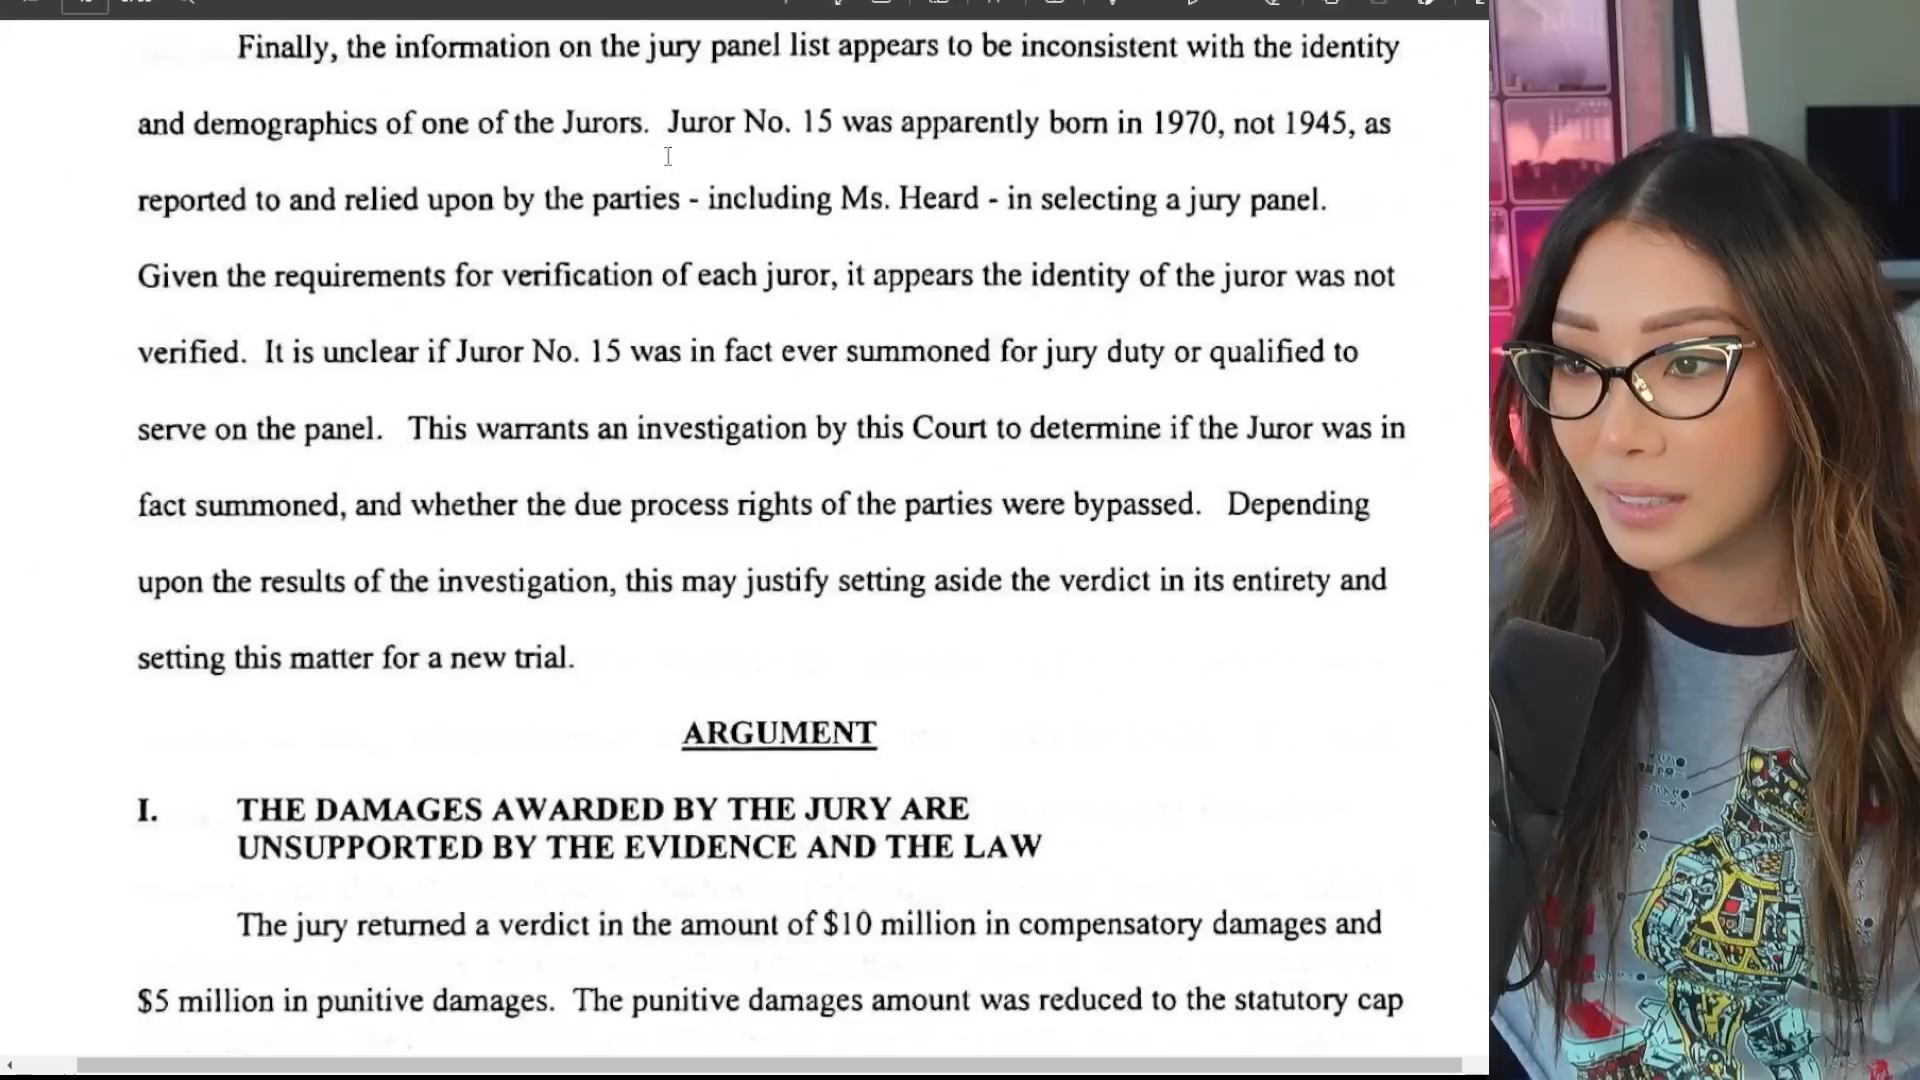 Finally, the information on the jury panel list appears to be inconsistent with the identity
and demographics of one of the Jurors. Juror No. 15 was apparently born in 1970, not 1945, as
reported to and relied upon by the parties - including Ms. Heard - in selecting a jury panel.
Given the requirements for verification of each juror, it appears the identity of the juror was not
verified. It is unclear if Juror No. 15 was in fact ever summoned for jury duty or qualified to
serve on the panel. This warrants an investigation by this Court to determine if the Juror was in
fact summoned, and whether the due process rights of the parties were bypassed. Depending
upon the results of the investigation, this may justify setting aside the verdict in its entirety and
setting this matter for a new trial.
ARGUMENT
I. THE DAMAGES AWARDED BY THE JURY ARE
UNSUPPORTED BY THE EVIDENCE AND THE LAW
The jury returned a verdict in the amount of $10 million in compensatory damages and
$5 million in punitive damages. The punitive damages amount was reduced to the statutory cap